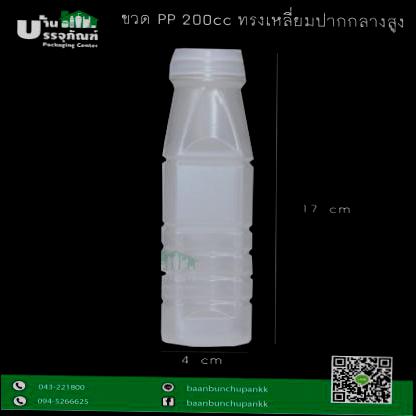 บ้าน
บรรจุภัณฑ์
Packaging Center
ขวด PP 200cc ทรงเหลี่ยมปากกลางสูง
17 cm
4 cm
043-221800
094-5266625
baanbunchupankk
baanbunchupankk
LINE